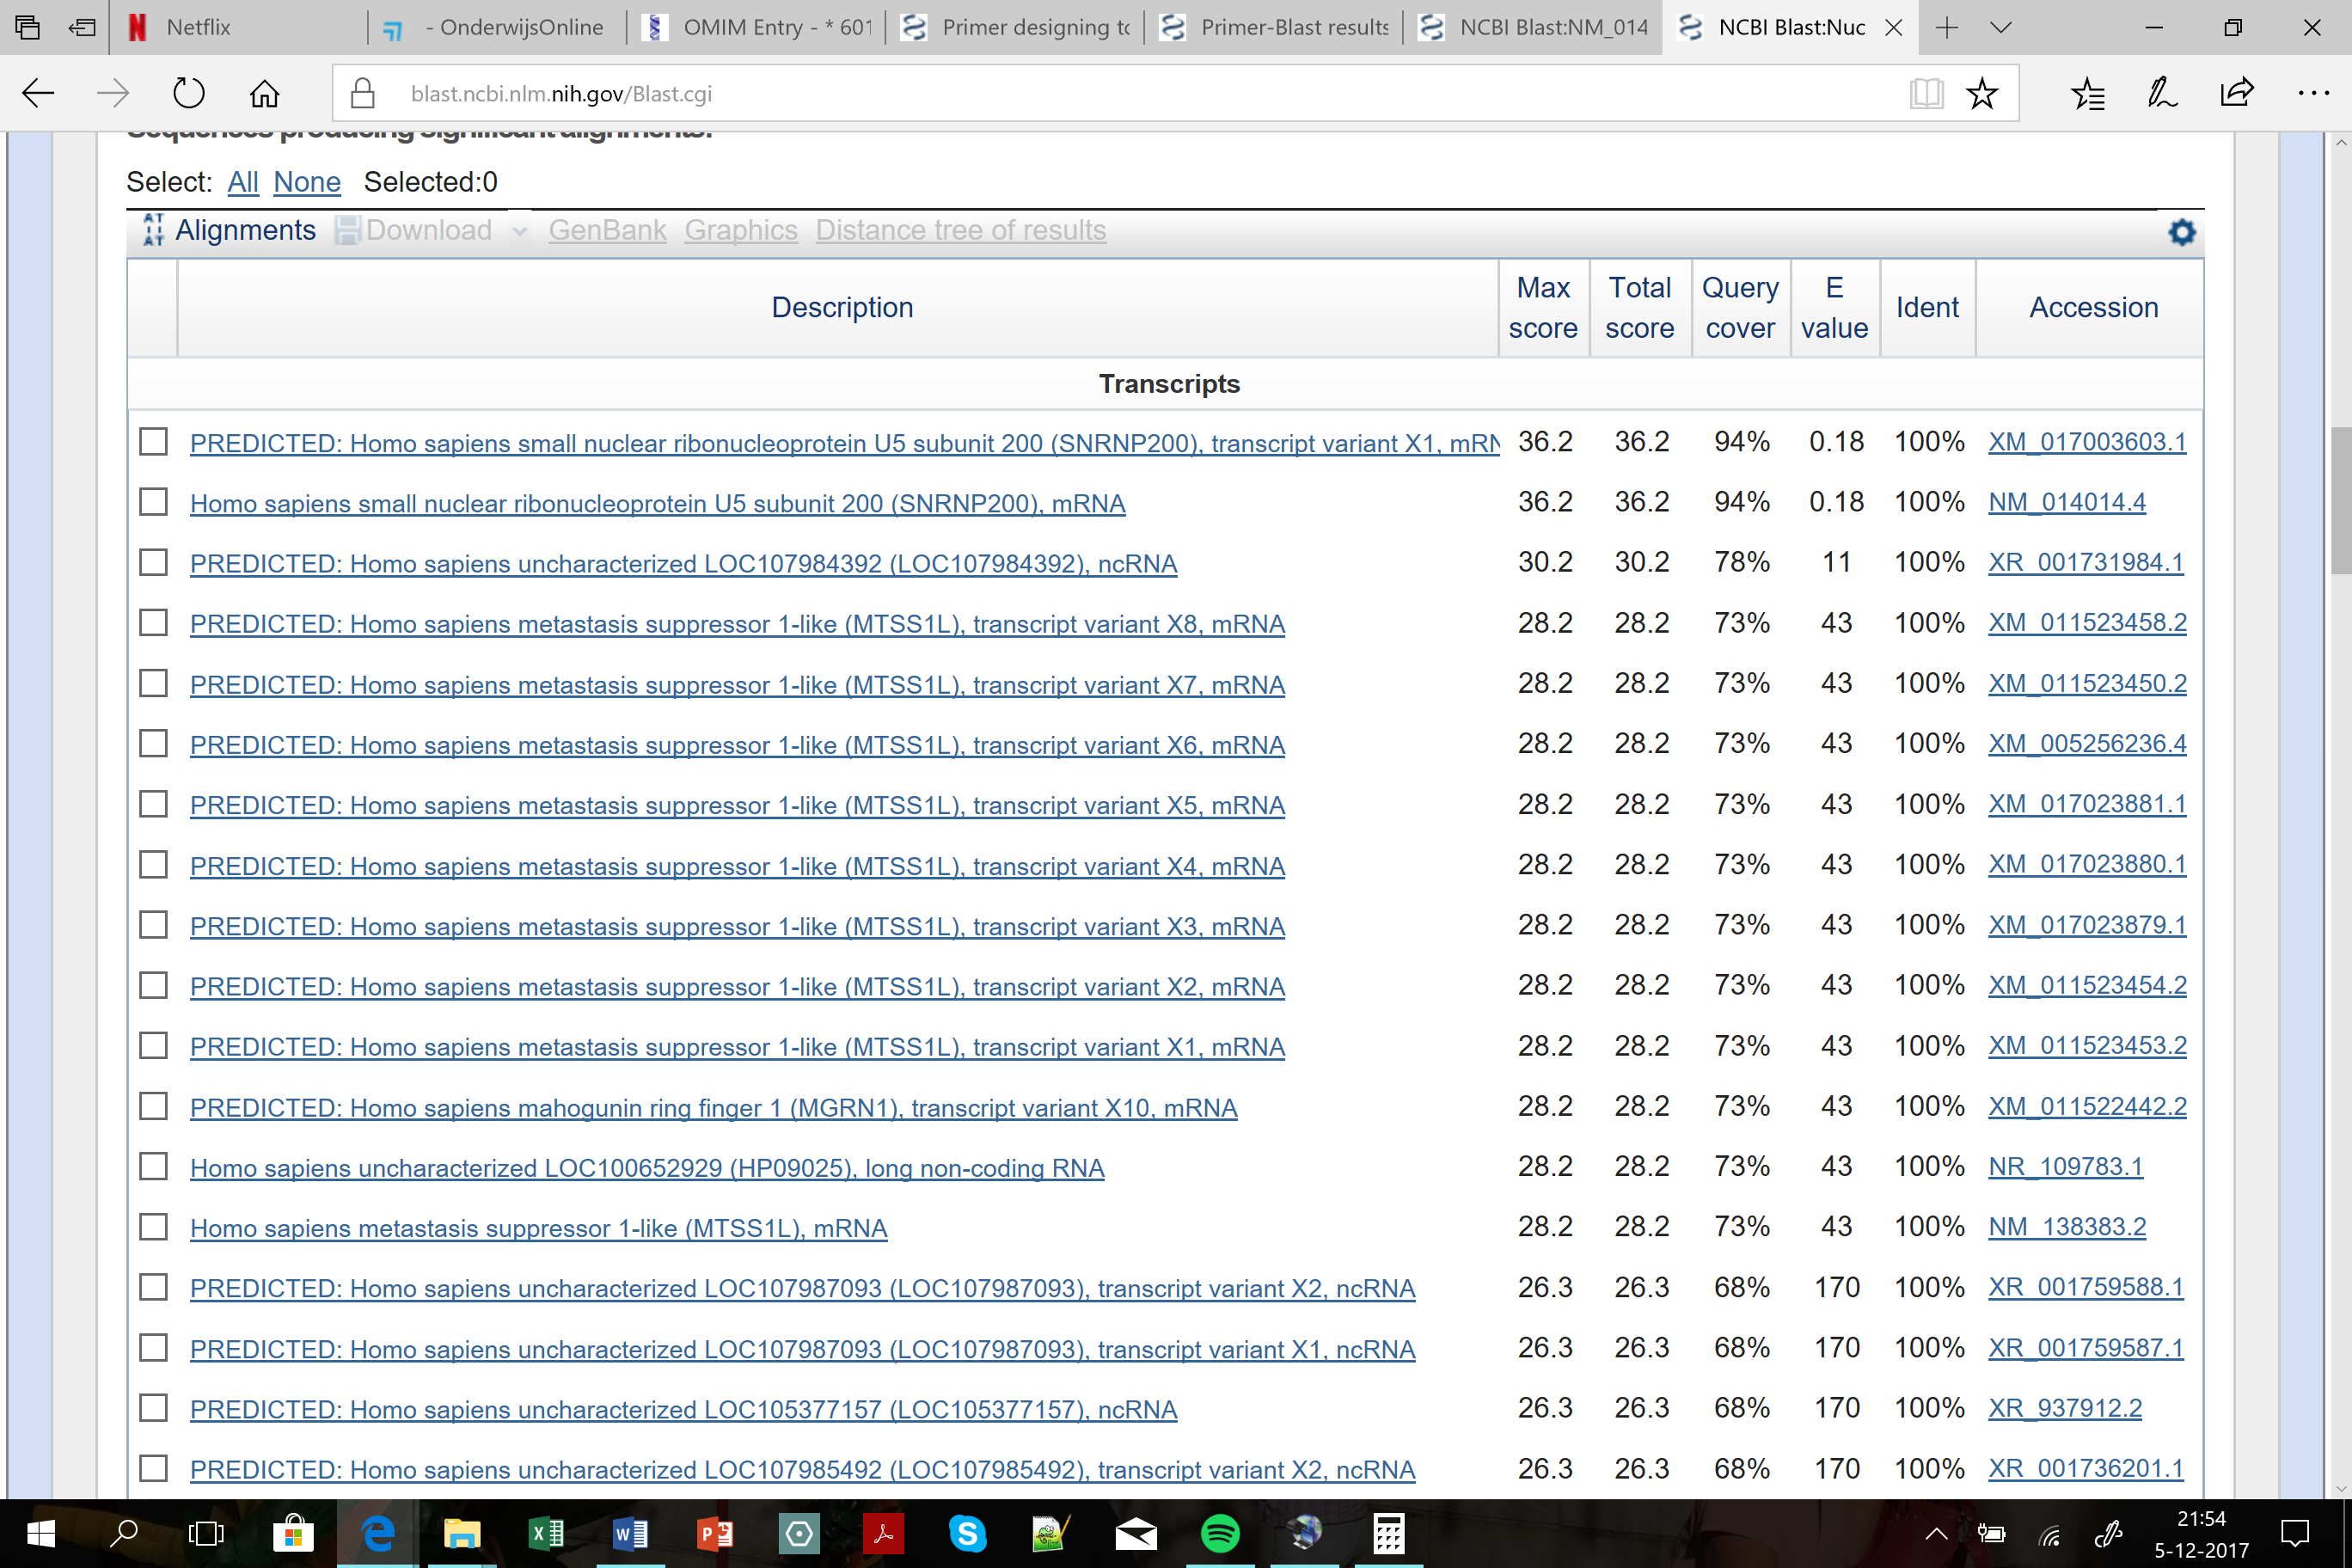 Netflix
- OnderwijsOnline
OMIM Entry - * 601
Primer designing to
Primer-Blast results
NCBI Blast:NM_014
NCBI Blast:Nuc
blast.ncbi.nlm.nih.gov/Blast.cgi
Sequences producing significant alignments:
Select: All None Selected:0
Alignments Download GenBank Graphics Distance tree of results
Description Max score Total score Query cover E value Ident Accession
Transcripts
PREDICTED: Homo sapiens small nuclear ribonucleoprotein U5 subunit 200 (SNRNP200), transcript variant X1, mRN 36.2 36.2 94% 0.18 100% XM_017003603.1
Homo sapiens small nuclear ribonucleoprotein U5 subunit 200 (SNRNP200), mRNA 36.2 36.2 94% 0.18 100% NM_014014.4
PREDICTED: Homo sapiens uncharacterized LOC107984392 (LOC107984392), ncRNA 30.2 30.2 78% 11 100% XR_001731984.1
PREDICTED: Homo sapiens metastasis suppressor 1-like (MTSS1L), transcript variant X8, mRNA 28.2 28.2 73% 43 100% XM_011523458.2
PREDICTED: Homo sapiens metastasis suppressor 1-like (MTSS1L), transcript variant X7, mRNA 28.2 28.2 73% 43 100% XM_011523450.2
PREDICTED: Homo sapiens metastasis suppressor 1-like (MTSS1L), transcript variant X6, mRNA 28.2 28.2 73% 43 100% XM_005256236.4
PREDICTED: Homo sapiens metastasis suppressor 1-like (MTSS1L), transcript variant X5, mRNA 28.2 28.2 73% 43 100% XM_017023881.1
PREDICTED: Homo sapiens metastasis suppressor 1-like (MTSS1L), transcript variant X4, mRNA 28.2 28.2 73% 43 100% XM_017023880.1
PREDICTED: Homo sapiens metastasis suppressor 1-like (MTSS1L), transcript variant X3, mRNA 28.2 28.2 73% 43 100% XM_017023879.1
PREDICTED: Homo sapiens metastasis suppressor 1-like (MTSS1L), transcript variant X2, mRNA 28.2 28.2 73% 43 100% XM_011523454.2
PREDICTED: Homo sapiens metastasis suppressor 1-like (MTSS1L), transcript variant X1, mRNA 28.2 28.2 73% 43 100% XM_011523453.2
PREDICTED: Homo sapiens mahogunin ring finger 1 (MGRN1), transcript variant X10, mRNA 28.2 28.2 73% 43 100% XM_011522442.2
Homo sapiens uncharacterized LOC100652929 (HP09025), long non-coding RNA 28.2 28.2 73% 43 100% NR_109783.1
Homo sapiens metastasis suppressor 1-like (MTSS1L), mRNA 28.2 28.2 73% 43 100% NM_138383.2
PREDICTED: Homo sapiens uncharacterized LOC107987093 (LOC107987093), transcript variant X2, ncRNA 26.3 26.3 68% 170 100% XR_001759588.1
PREDICTED: Homo sapiens uncharacterized LOC107987093 (LOC107987093), transcript variant X1, ncRNA 26.3 26.3 68% 170 100% XR_001759587.1
PREDICTED: Homo sapiens uncharacterized LOC105377157 (LOC105377157), ncRNA 26.3 26.3 68% 170 100% XR_937912.2
PREDICTED: Homo sapiens uncharacterized LOC107985492 (LOC107985492), transcript variant X2, ncRNA 26.3 26.3 68% 170 100% XR_001736201.1
21:54
5-12-2017